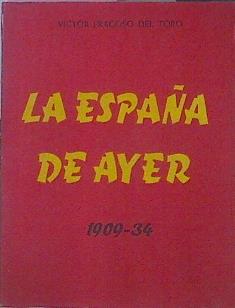 VICTOR FRAGOSO DEL TORO
LA ESPAÑA
DE AYER
1909-34